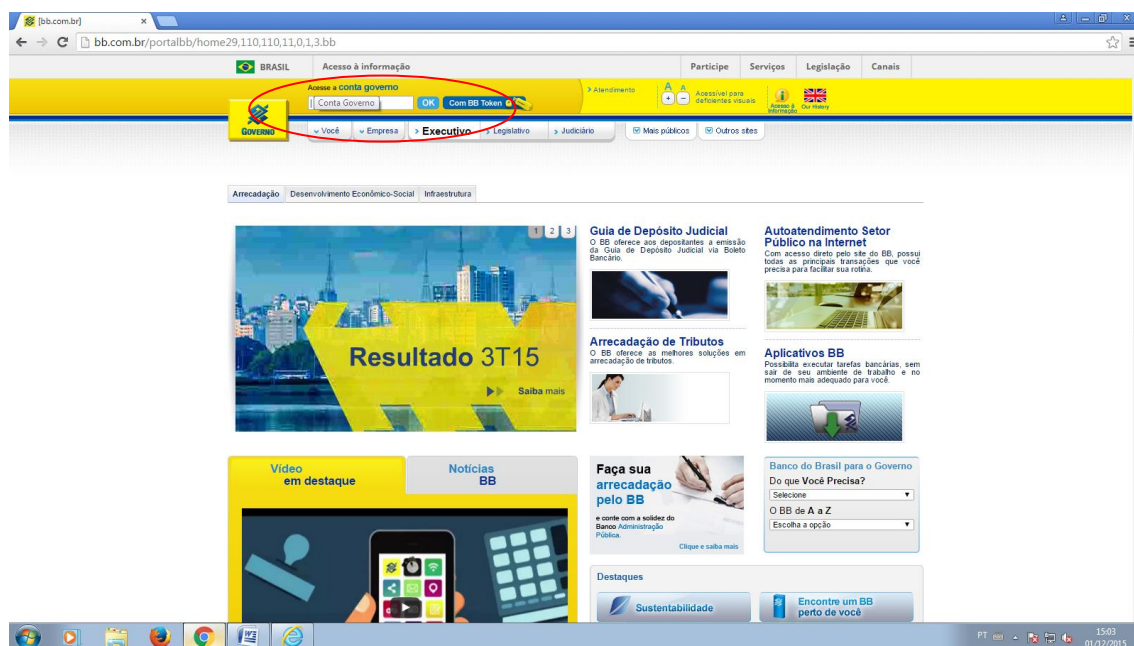 [bb.com.br]
bb.com.br/portalbb/home29,110,110,11,0,1,3.bb
BRASIL Acesso à informação Participe Serviços Legislação Canais
Acesse a conta governo
Conta Governo OK Com BB Token
Atendimento
A A
+ -
Acessível para
deficientes visuais
Acesso à
Informação
Our History
GOVERNO
Você Empresa Executivo Legislativo Judiciário Mais públicos Outros sites
Arrecadação Desenvolvimento Econômico-Social Infraestrutura
1 2 3
Resultado 3T15
Saiba mais
Guia de Depósito Judicial
O BB oferece aos depositantes a emissão
da Guia de Depósito Judicial via Boleto
Bancário.
Arrecadação de Tributos
O BB oferece as melhores soluções em
arrecadação de tributos.
Autoatendimento Setor
Público na Internet
Com acesso direto pelo site do BB, possui
todas as principais transações que você
precisa para facilitar sua rotina.
Aplicativos BB
Possibilita executar tarefas bancárias, sem
sair de seu ambiente de trabalho e no
momento mais adequado para você.
Vídeo
em destaque
Notícias
BB
Faça sua
arrecadação
pelo BB
e conte com a solidez do
Banco Administração
Pública.
Clique e saiba mais
Banco do Brasil para o Governo
Do que Você Precisa?
Selecione
O BB de A a Z
Escolha a opção
Destaques
Sustentabilidade
Encontre um BB
perto de você
PT
15:03
01/12/2015